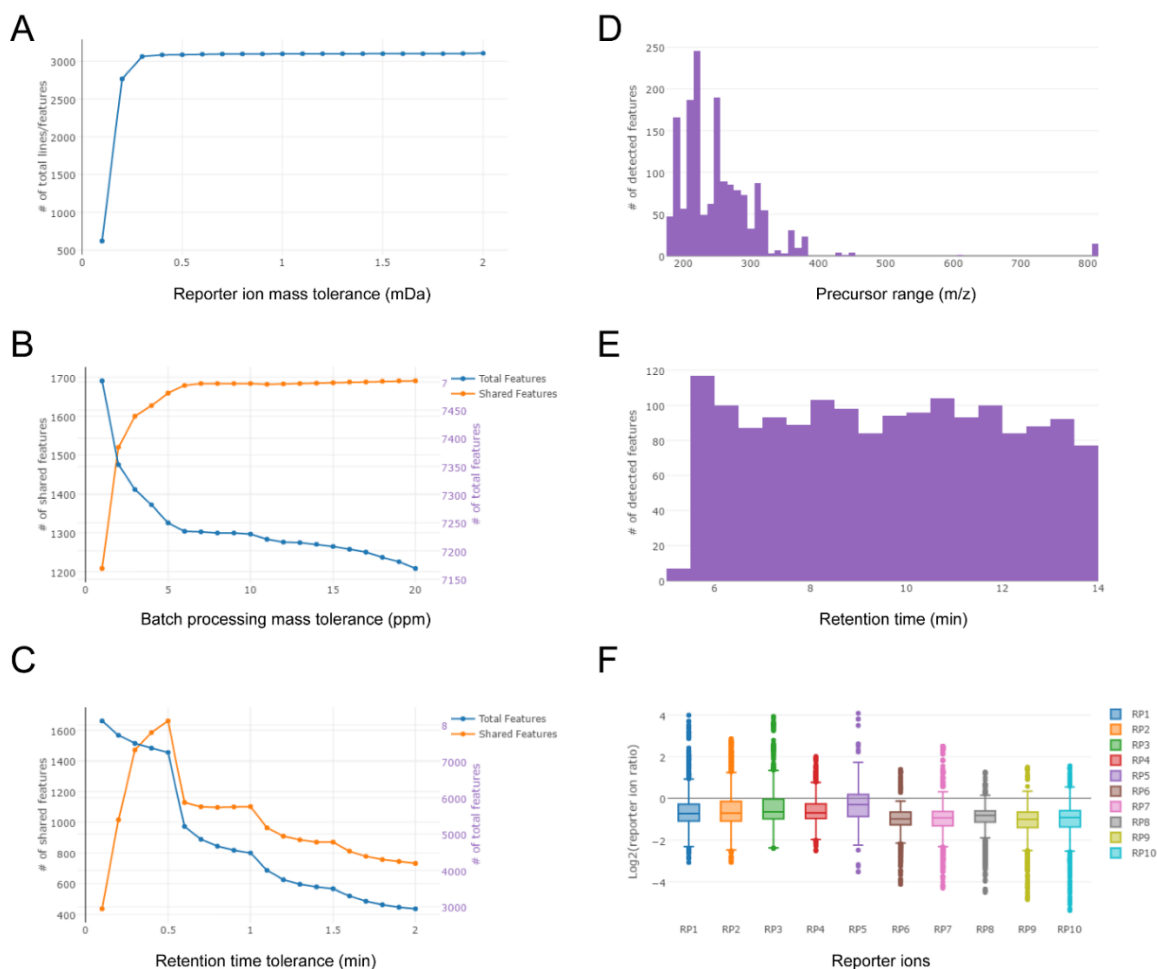 A
# of total lines/features
3000
2500
2000
1500
1000
500
0
0.5
1
1.5
2
Reporter ion mass tolerance (mDa)
B
# of shared features
1700
1600
1500
1400
1300
1200
0
5
10
15
20
7
7450
7400
7350
7300
7250
7200
7150
# of total features
Total Features
Shared Features
Batch processing mass tolerance (ppm)
C
# of shared features
1600
1400
1200
1000
800
600
400
0
0.5
1
1.5
2
8
7000
6000
5000
4000
3000
# of total features
Total Features
Shared Features
Retention time tolerance (min)
D
# of detected features
250
200
150
100
50
0
200
300
400
500
600
700
800
Precursor range (m/z)
E
# of detected features
120
100
80
60
40
20
0
6
8
10
12
14
Retention time (min)
F
Log2(reporter ion ratio)
4
2
0
−2
−4
RP1
RP2
RP3
RP4
RP5
RP6
RP7
RP8
RP9
RP10
RP1
RP2
RP3
RP4
RP5
RP6
RP7
RP8
RP9
RP10
Reporter ions